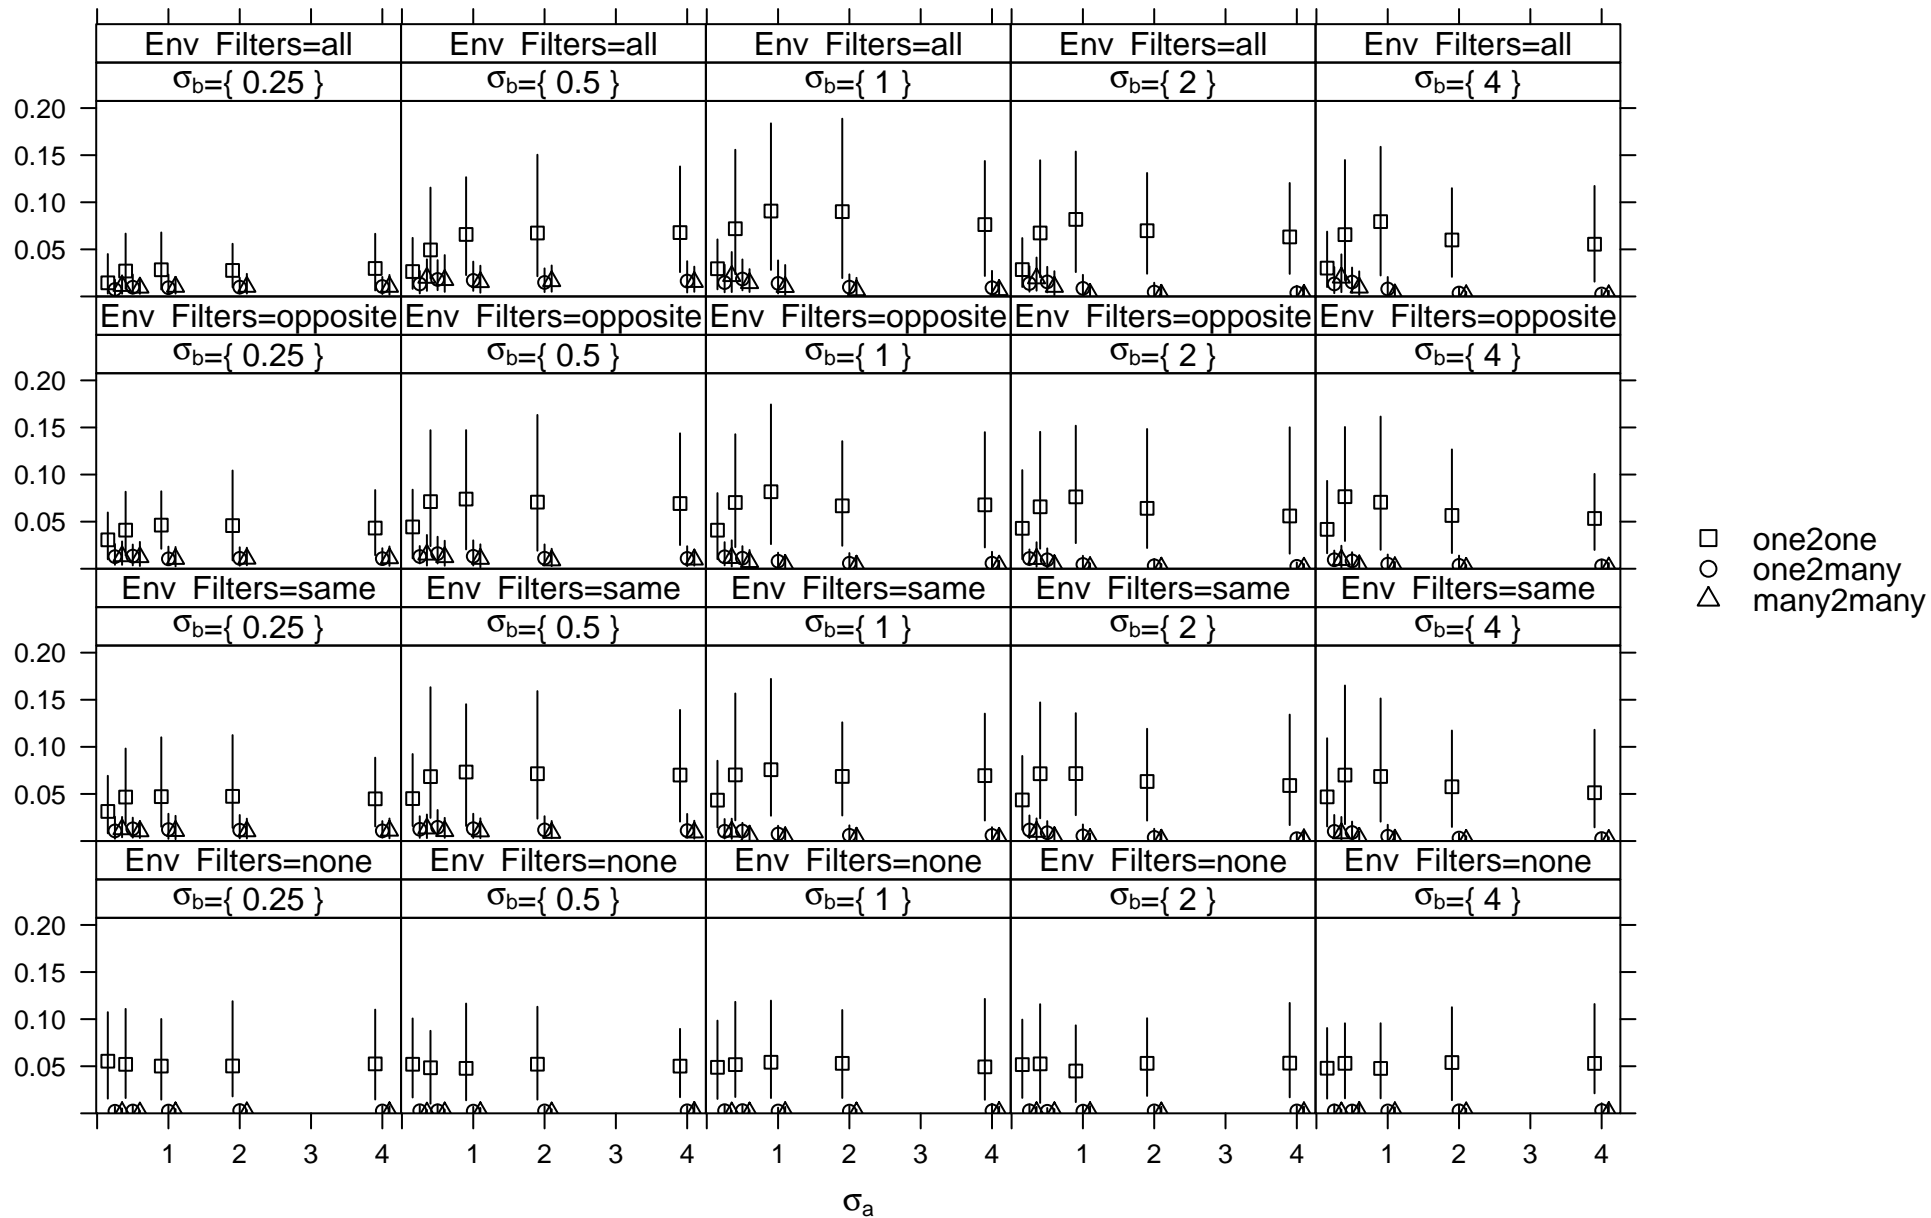 Env Filters=all Env Filters=all Env Filters=all Env Filters=all Env Filters=all
σb={ 0.25 } σb={ 0.5 } σb={ 1 } σb={ 2 } σb={ 4 }
0.20
0.15
0.10
0.05
Env Filters=opposite Env Filters=opposite Env Filters=opposite Env Filters=opposite Env Filters=opposite
σb={ 0.25 } σb={ 0.5 } σb={ 1 } σb={ 2 } σb={ 4 }
0.20
0.15
0.10
0.05
Env Filters=same Env Filters=same Env Filters=same Env Filters=same Env Filters=same
σb={ 0.25 } σb={ 0.5 } σb={ 1 } σb={ 2 } σb={ 4 }
0.20
0.15
0.10
0.05
Env Filters=none Env Filters=none Env Filters=none Env Filters=none Env Filters=none
σb={ 0.25 } σb={ 0.5 } σb={ 1 } σb={ 2 } σb={ 4 }
0.20
0.15
0.10
0.05
1 2 3 4 1 2 3 4 1 2 3 4 1 2 3 4 1 2 3 4
σa
one2one
one2many
many2many